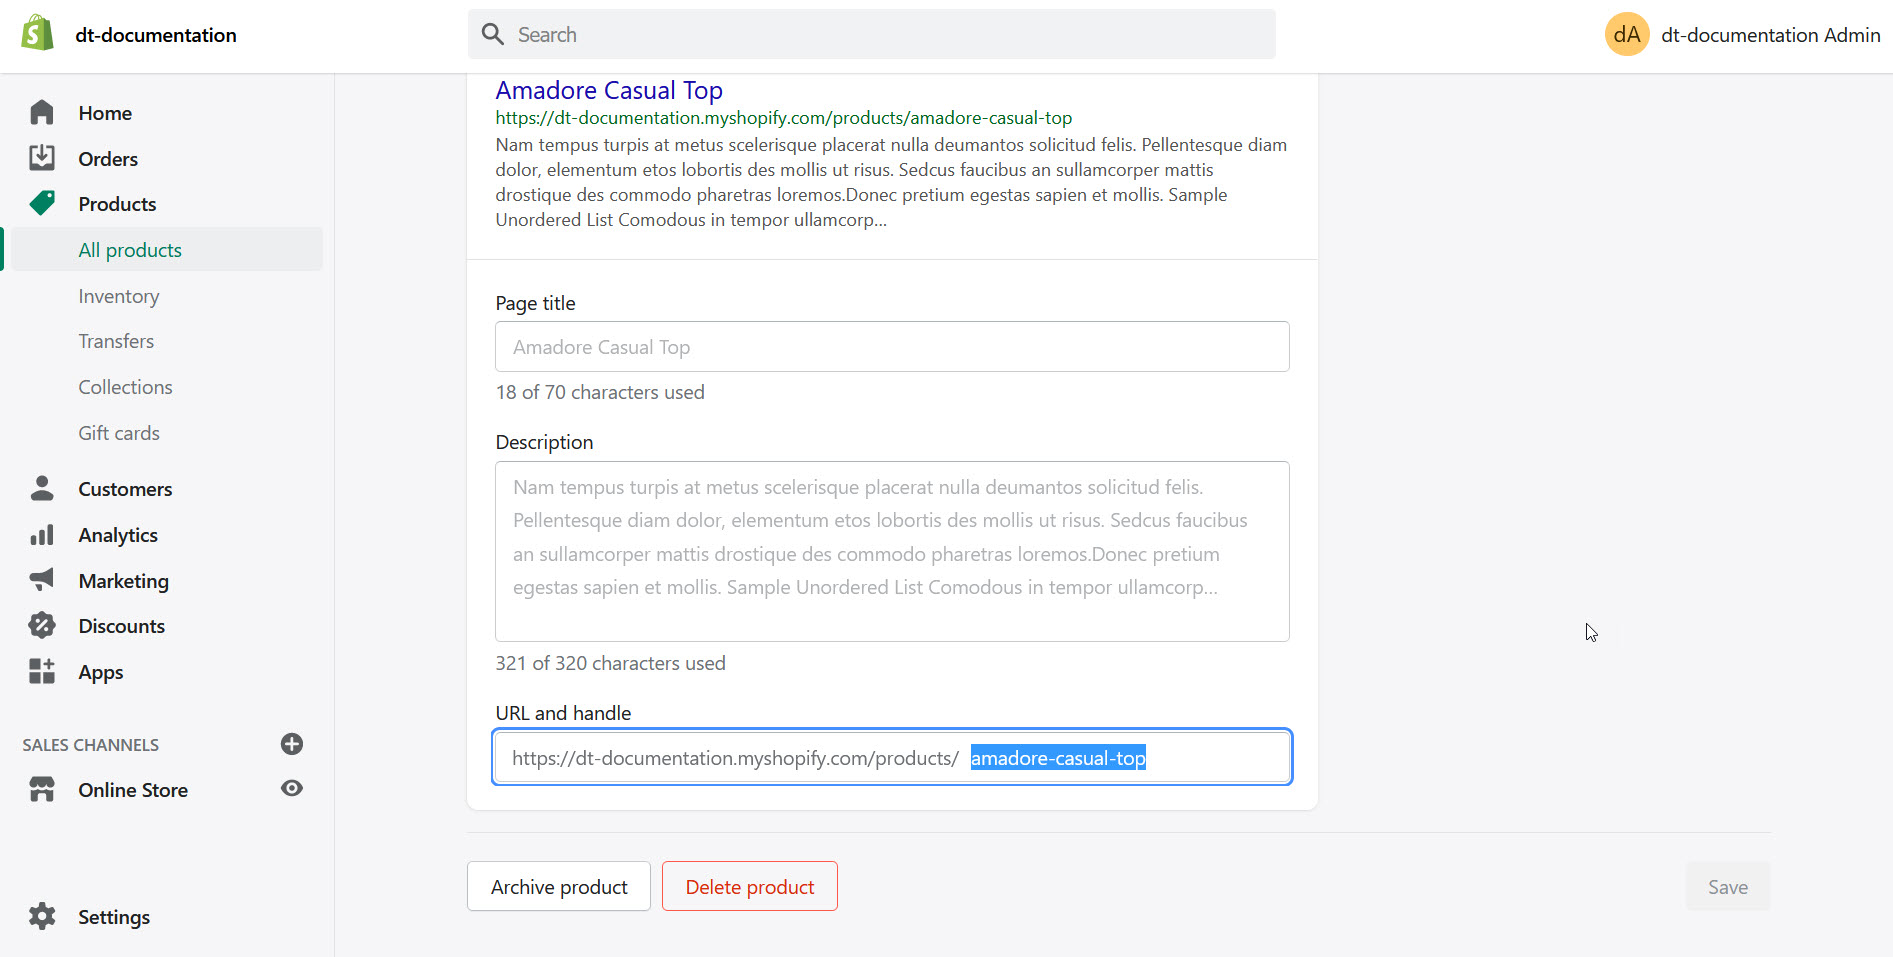 dt-documentation
Search
dA dt-documentation Admin
Home
Orders
Products
All products
Inventory
Transfers
Collections
Gift cards
Customers
Analytics
Marketing
Discounts
Apps
SALES CHANNELS
Online Store
Settings
Amadore Casual Top
https://dt-documentation.myshopify.com/products/amadore-casual-top
Nam tempus turpis at metus scelerisque placerat nulla deumantos solicitud felis. Pellentesque diam
dolor, elementum etos lobortis des mollis ut risus. Sedcus faucibus an sullamcorper mattis
drostique des commodo pharetras loremos.Donec pretium egestas sapien et mollis. Sample
Unordered List Comodous in tempor ullamcorp...
Page title
Amadore Casual Top
18 of 70 characters used
Description
Nam tempus turpis at metus scelerisque placerat nulla deumantos solicitud felis.
Pellentesque diam dolor, elementum etos lobortis des mollis ut risus. Sedcus faucibus
an sullamcorper mattis drostique des commodo pharetras loremos.Donec pretium
egestas sapien et mollis. Sample Unordered List Comodous in tempor ullamcorp...
321 of 320 characters used
URL and handle
https://dt-documentation.myshopify.com/products/ amadore-casual-top
Archive product
Delete product
Save